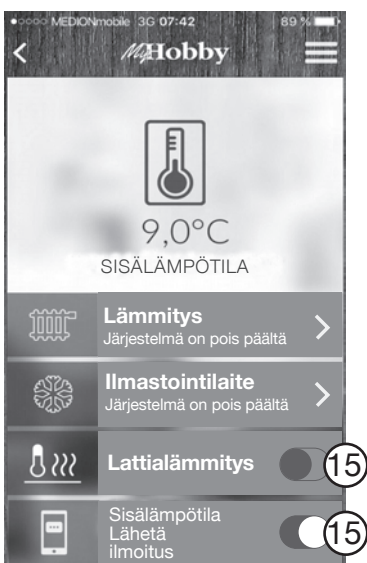 MEDIONmobile 3G 07:42 89 %
MyHobby
9,0°C
SISÄLÄMPÖTILA
Lämmitys
Järjestelmä on pois päältä
Ilmastointilaite
Järjestelmä on pois päältä
Lattialämmitys
15
Sisälämpötila
Lähetä
ilmoitus
15